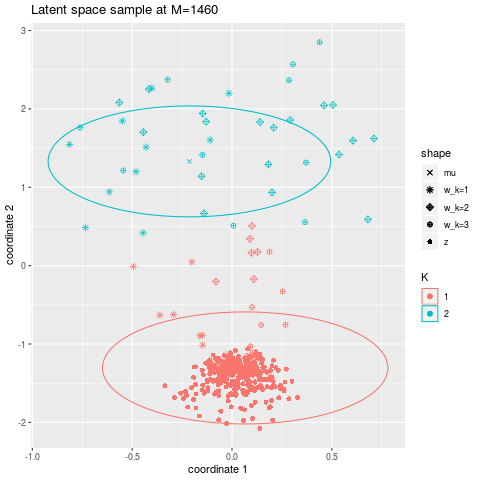 Latent space sample at M=1460
3
2
1
0
-1
-2
coordinate 2
-1.0
-0.5
0.0
0.5
coordinate 1
shape
mu
w_k=1
w_k=2
w_k=3
z
K
1
2